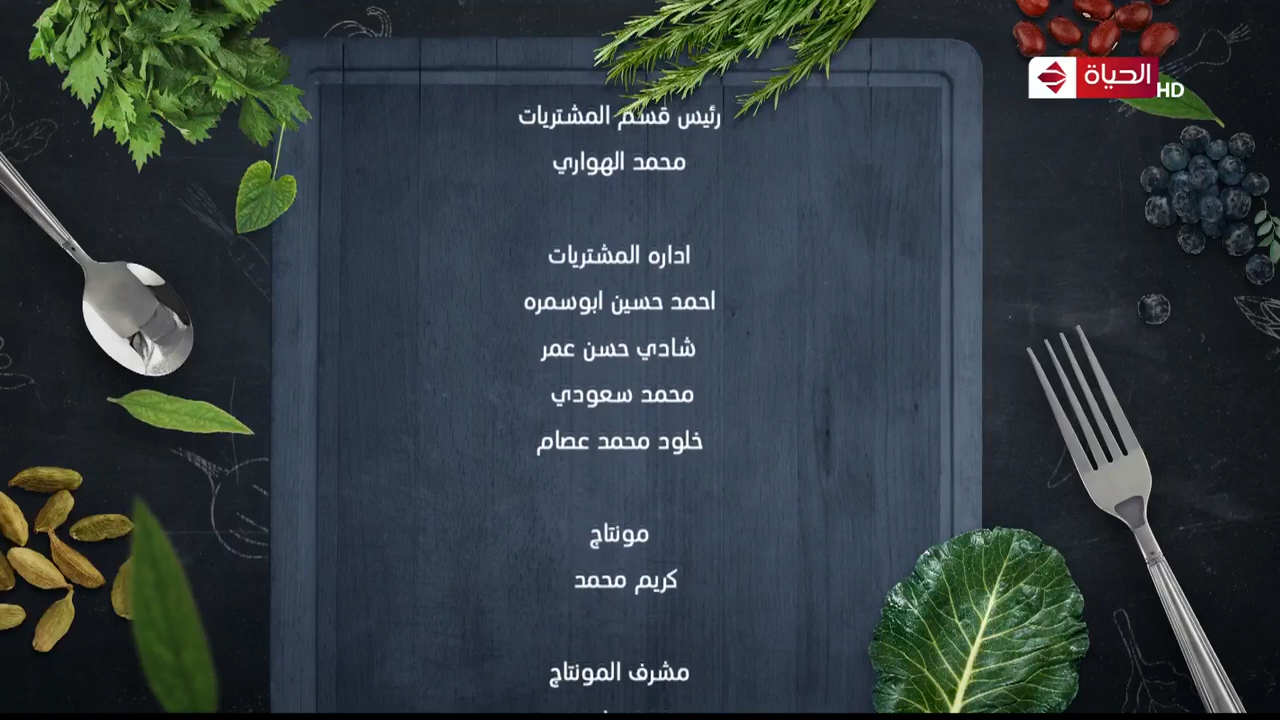 الحياة
HD
رئيس قسم المشتريات
محمد الهواري
اداره المشتريات
احمد حسين ابوسمره
شادي حسن عمر
محمد سعودي
خلود محمد عصام
مونتاج
كريم محمد
مشرف المونتاج